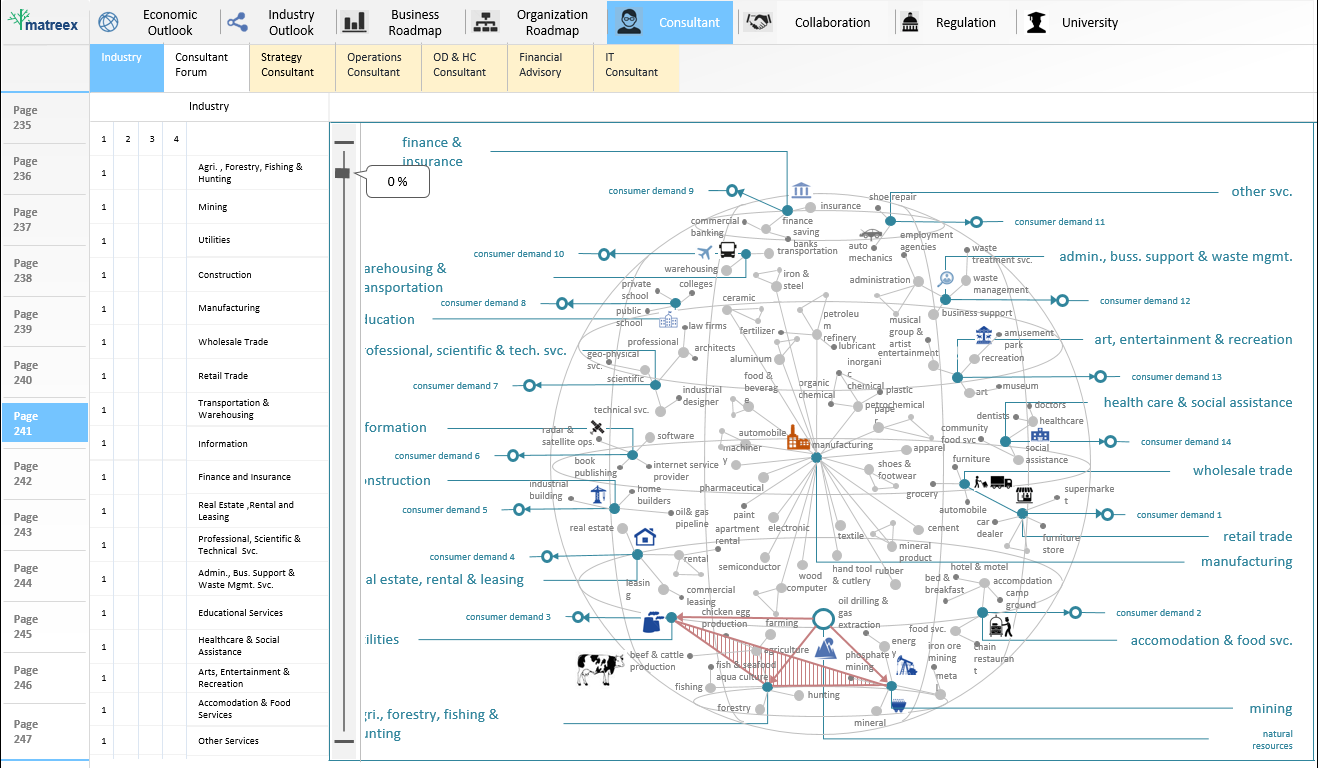 matreex
Economic
Outlook
Industry
Outlook
Business
Roadmap
Organization
Roadmap
Consultant
Collaboration
Regulation
University
Industry
Consultant
Forum
Strategy
Consultant
Operations
Consultant
OD & HC
Consultant
Financial
Advisory
IT
Consultant
Page
235
Page
236
Page
237
Page
238
Page
239
Page
240
Page
241
Page
242
Page
243
Page
244
Page
245
Page
246
Page
247
Industry
1 2 3 4
1 Agri. , Forestry, Fishing &
Hunting
1 Mining
1 Utilities
1 Construction
1 Manufacturing
1 Wholesale Trade
1 Retail Trade
1 Transportation &
Warehousing
1 Information
1 Finance and Insurance
1 Real Estate ,Rental and
Leasing
1 Professional, Scientific &
Technical Svc.
1 Admin., Bus. Support &
Waste Mgmt. Svc.
1 Educational Services
1 Healthcare & Social
Assistance
1 Arts, Entertainment &
Recreation
1 Accomodation & Food
Services
1 Other Services
0 %
finance &
insurance
consumer demand 9
consumer demand 10
arehousing &
ansportation
consumer demand 8
ducation
ofessional, scientific & tech. svc.
consumer demand 7
formation
consumer demand 6
onstruction
consumer demand 5
consumer demand 4
al estate, rental & leasing
consumer demand 3
ilities
gri., forestry, fishing &
unting
insurance
shoe repair
commercial
banking
finance
saving
banks
auto
mechanics
employment
agencies
transportation
warehousing
waste
treatment svc.
waste
management
administration
iron &
steel
private
school
colleges
public
school
ceramic
petroleu
m
refinery
musical
group &
artist
business support
law firms
fertilizer
professional
architects
lubricant
entertainment
amusement
park
recreation
geo-physical
svc.
scientific
aluminum
inorgani
c
chemical
food &
beverag
e
organic
chemical
plastic
petrochemical
museum
art
industrial
designer
technical svc.
pape
r
doctors
dentists
healthcare
radar &
satellite ops.
software
automobile
machiner
y
manufacturing
apparel
community
food svc
social
assistance
book
publishing
internet service
provider
shoes &
footwear
furniture
pharmaceutical
industrial
building
home
builders
grocery
supermarke
t
oil& gas
pipeline
paint
automobile
car
dealer
real estate
apartment
rental
electronic
textile
cement
furniture
store
mineral
product
rental
semiconductor
wood
computer
hand tool
& cutlery
rubber
hotel & motel
bed &
breakfast
accomodation
camp
ground
leasin
g
commercial
leasing
chicken egg
production
farming
oil drilling &
gas
extraction
food svc.
energ
y
iron ore
mining
chain
restauran
t
beef & cattle
production
agriculture
fish & seafood
aqua culture
phosphate
mining
meta
fishing
hunting
forestry
mineral
other svc.
consumer demand 11
admin., buss. support & waste mgmt.
consumer demand 12
art, entertainment & recreation
consumer demand 13
health care & social assistance
consumer demand 14
wholesale trade
consumer demand 1
retail trade
manufacturing
consumer demand 2
accomodation & food svc.
mining
natural
resources